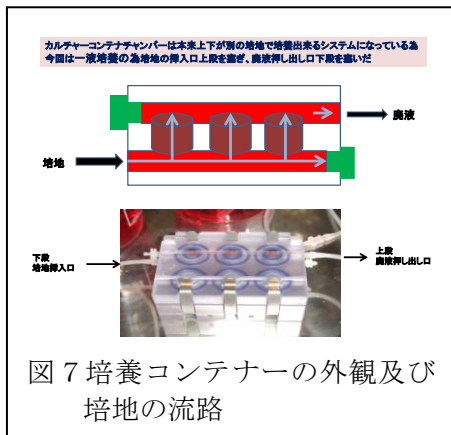 カルチャーコンテナチャンバーは本来上下が別の培地で培養出来るシステムになっている為
今回は一液培養の為培地の挿入口上段を塞ぎ、廃液押し出し口下段を塞いだ
廃液
培地
下段
培地挿入口
上段
廃液押し出し口
図７培養コンテナーの外観及び
培地の流路